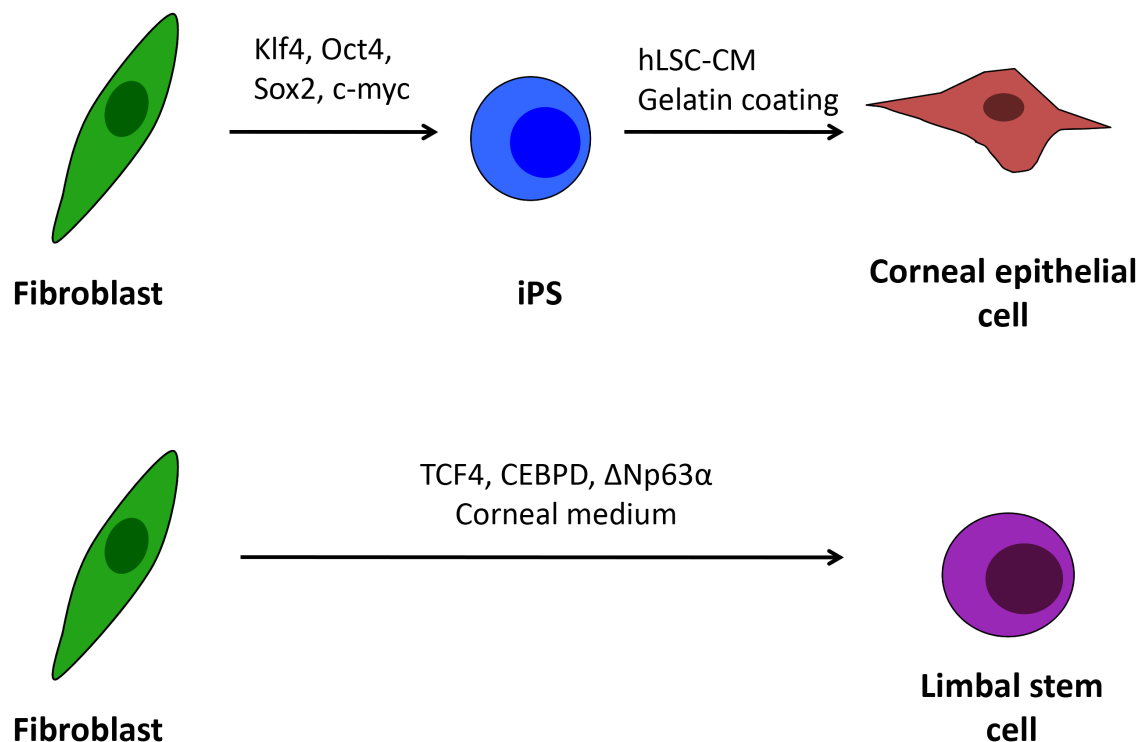 Klf4, Oct4,
Sox2, c-myc
hLSC-CM
Gelatin coating
Fibroblast
iPS
Corneal epithelial
cell
TCF4, CEBPD, ΔNp63α
Corneal medium
Fibroblast
Limbal stem
cell